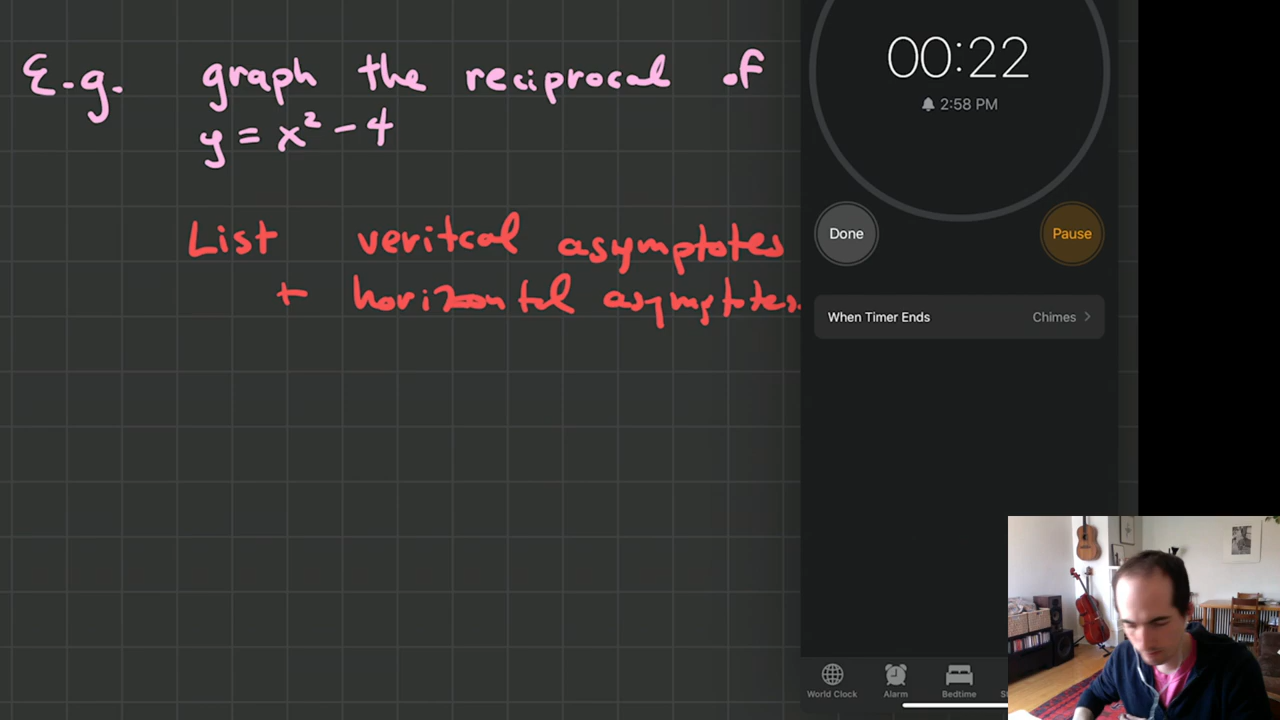 E.g. graph the reciprocal of
y = x² - 4
List veritcal asymptotes
+ horizontal asymptotes.
00:22
2:58 PM
Done
Pause
When Timer Ends Chimes
World Clock
Alarm
Bedtime